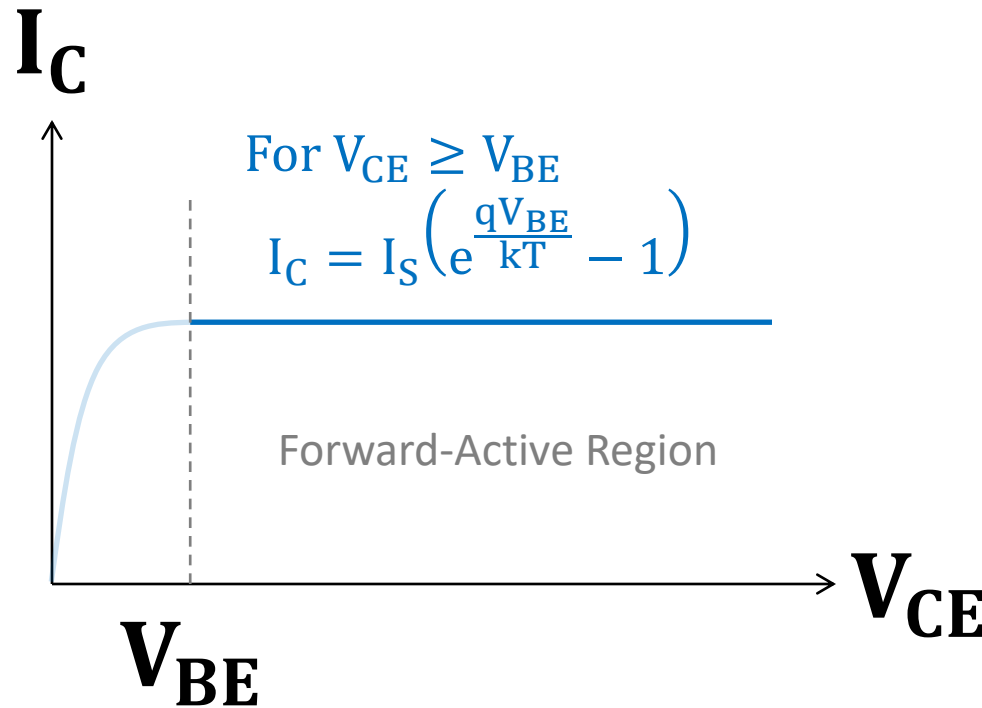 I_C
For V_CE ≥ V_BE
I_C = I_S(e^(qV_BE/kT) − 1)
Forward-Active Region
V_CE
V_BE